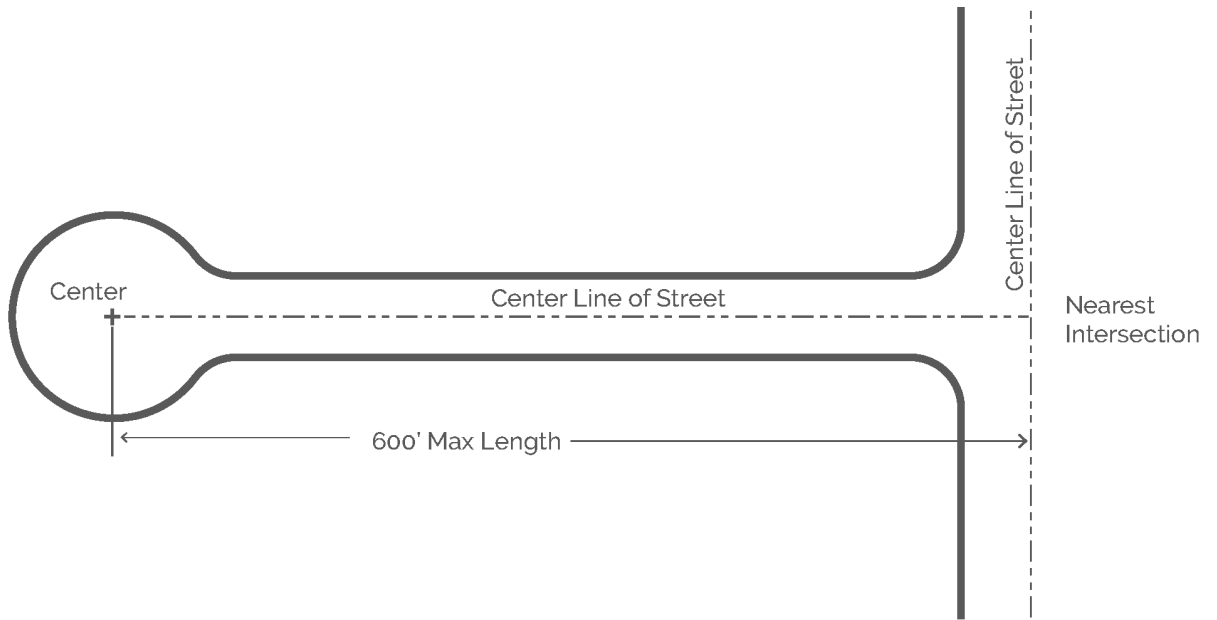 Center Line of Street
Center
Center Line of Street
Nearest
Intersection
600' Max Length